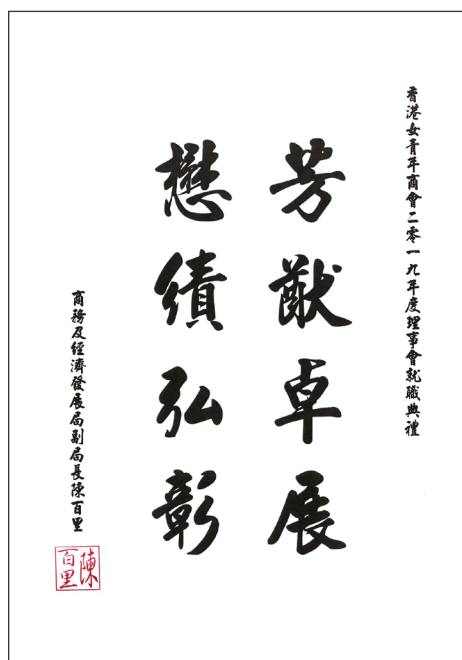 香港女青年商會二零一九年度理事會就職典禮
芳猷卓展
懋績弘彰
商務及經濟發展局副局長陳百里
陳百里